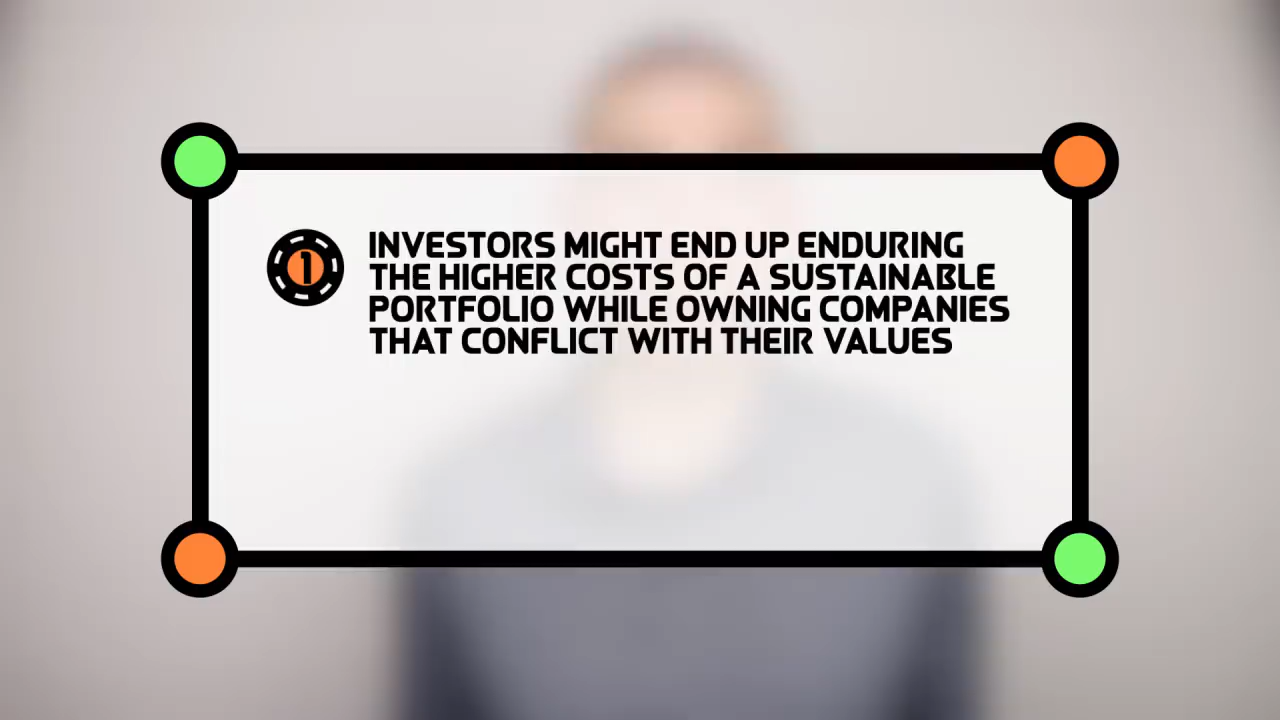 1
INVESTORS MIGHT END UP ENDURING
THE HIGHER COSTS OF A SUSTAINABLE
PORTFOLIO WHILE OWNING COMPANIES
THAT CONFLICT WITH THEIR VALUES